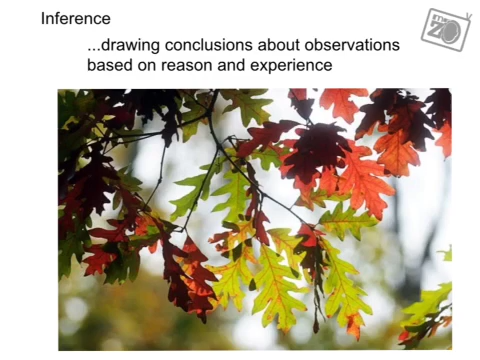 Inference
...drawing conclusions about observations
based on reason and experience